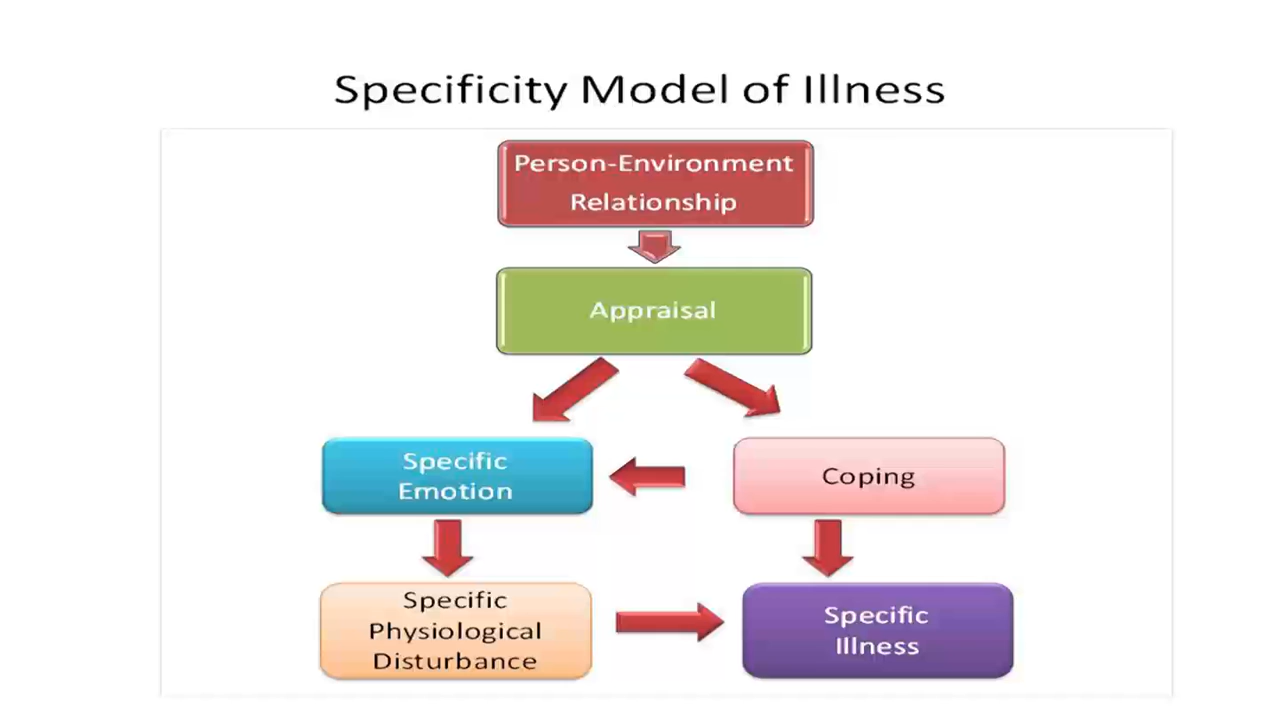 Specificity Model of Illness
Person-Environment
Relationship
Appraisal
Specific
Emotion
Coping
Specific
Physiological
Disturbance
Specific
Illness